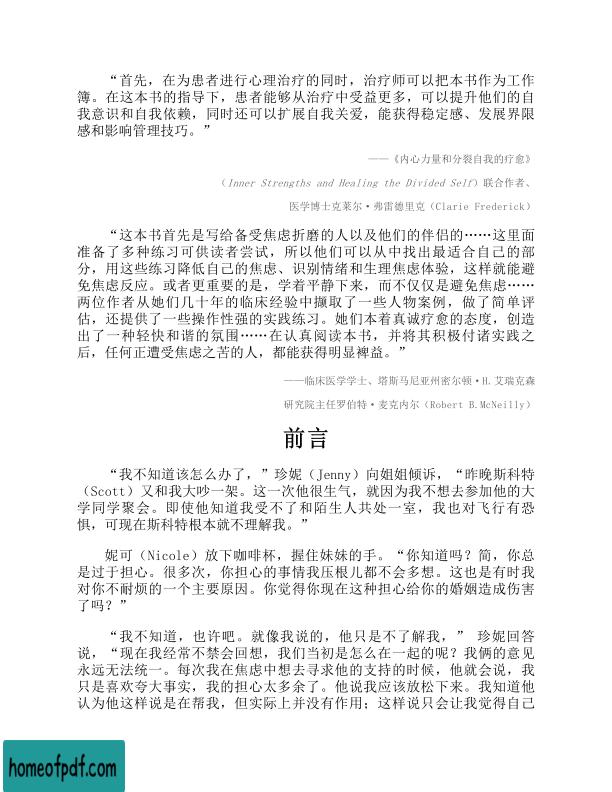 “首先，在为患者进行心理治疗的同时，治疗师可以把本书作为工作
簿。在这本书的指导下，患者能够从治疗中受益更多，可以提升他们的自
我意识和自我依赖，同时还可以扩展自我关爱，能获得稳定感、发展界限
感和影响管理技巧。”
——《内心力量和分裂自我的疗愈》
（Inner Strengths and Healing the Divided Self）联合作者、
医学博士克莱尔·弗雷德里克（Clarie Frederick）
“这本书首先是写给备受焦虑折磨的人以及他们的伴侣的……这里面
准备了多种练习可供读者尝试，所以他们可以从中找出最适合自己的部
分，用这些练习降低自己的焦虑、识别情绪和生理焦虑体验，这样就能避
免焦虑反应。或者更重要的是，学着平静下来，而不仅仅是避免焦虑……
两位作者从她们几十年的临床经验中撷取了一些人物案例，做了简单评
估，还提供了一些操作性强的实践练习。她们本着真诚疗愈的态度，创造
出了一种轻快和谐的氛围……在认真阅读本书，并将其积极付诸实践之
后，任何正遭受焦虑之苦的人，都能获得明显裨益。”
——临床医学学士、塔斯马尼亚州密尔顿·H.艾瑞克森
研究院主任罗伯特·麦克内尔（Robert B.McNeilly）
前言
“我不知道该怎么办了，”珍妮（Jenny）向姐姐倾诉，“昨晚斯科特
（Scott）又和我大吵一架。这一次他很生气，就因为我不想去参加他的大
学同学聚会。即使他知道我受不了和陌生人共处一室，我也对飞行有恐
惧，可现在斯科特根本就不理解我。”
妮可（Nicole）放下咖啡杯，握住妹妹的手。“你知道吗？简，你总
是过于担心。很多次，你担心的事情我压根儿都不会多想。这也是有时我
对你不耐烦的一个主要原因。你觉得你现在这种担心给你的婚姻造成伤害
了吗？”
“我不知道，也许吧。就像我说的，他只是不了解我，” 珍妮回答
说，“现在我经常不禁会回想，我们当初是怎么在一起的呢？我俩的意见
永远无法统一。每次我在焦虑中想去寻求他的支持的时候，他就会说，我
只是喜欢夸大事实，我的担心太多余了。他说我应该放松下来。我知道他
认为他这样说是在帮我，但实际上并没有作用；这样说只会让我觉得自己
homeofpdf.com